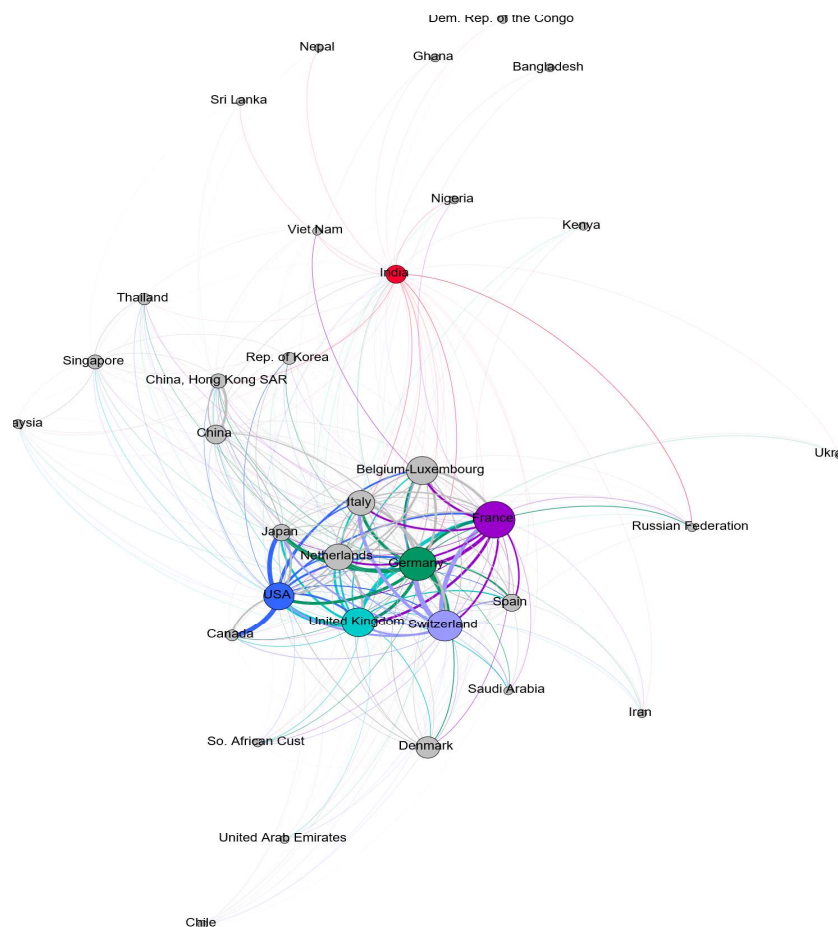 Dem. Rep. of the Congo
Nepal
Ghana
Bangladesh
Sri Lanka
Nigeria
Kenya
Viet Nam
India
Thailand
Rep. of Korea
Singapore
China, Hong Kong SAR
aysia
China
Ukra
Belgium-Luxembourg
Italy
France
Russian Federation
Japan
Netherlands
Germany
USA
Spain
United Kingdom
Switzerland
Canada
Saudi Arabia
Iran
So. African Cust
Denmark
United Arab Emirates
Chile